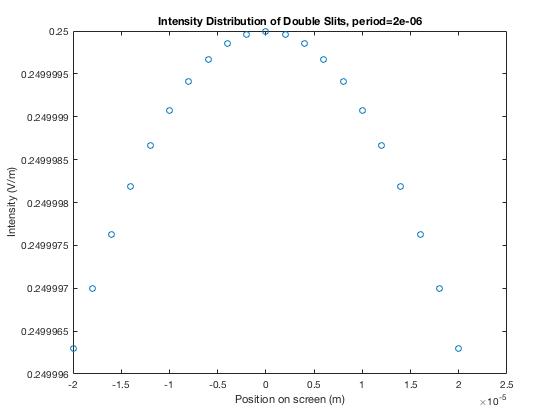 Intensity Distribution of Double Slits, period=2e-06
0.25
0.2499995
0.249999
0.2499985
0.249998
0.2499975
0.249997
0.2499965
0.249996
Intensity (V/m)
-2 -1.5 -1 -0.5 0 0.5 1 1.5 2 2.5
Position on screen (m)
×10⁻⁵